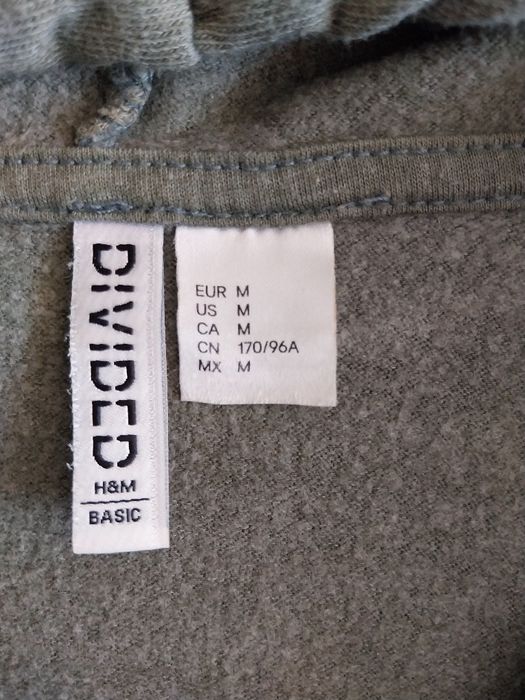 DIVIDED
H&M
BASIC
EUR M
US M
CA M
CN 170/96A
MX M